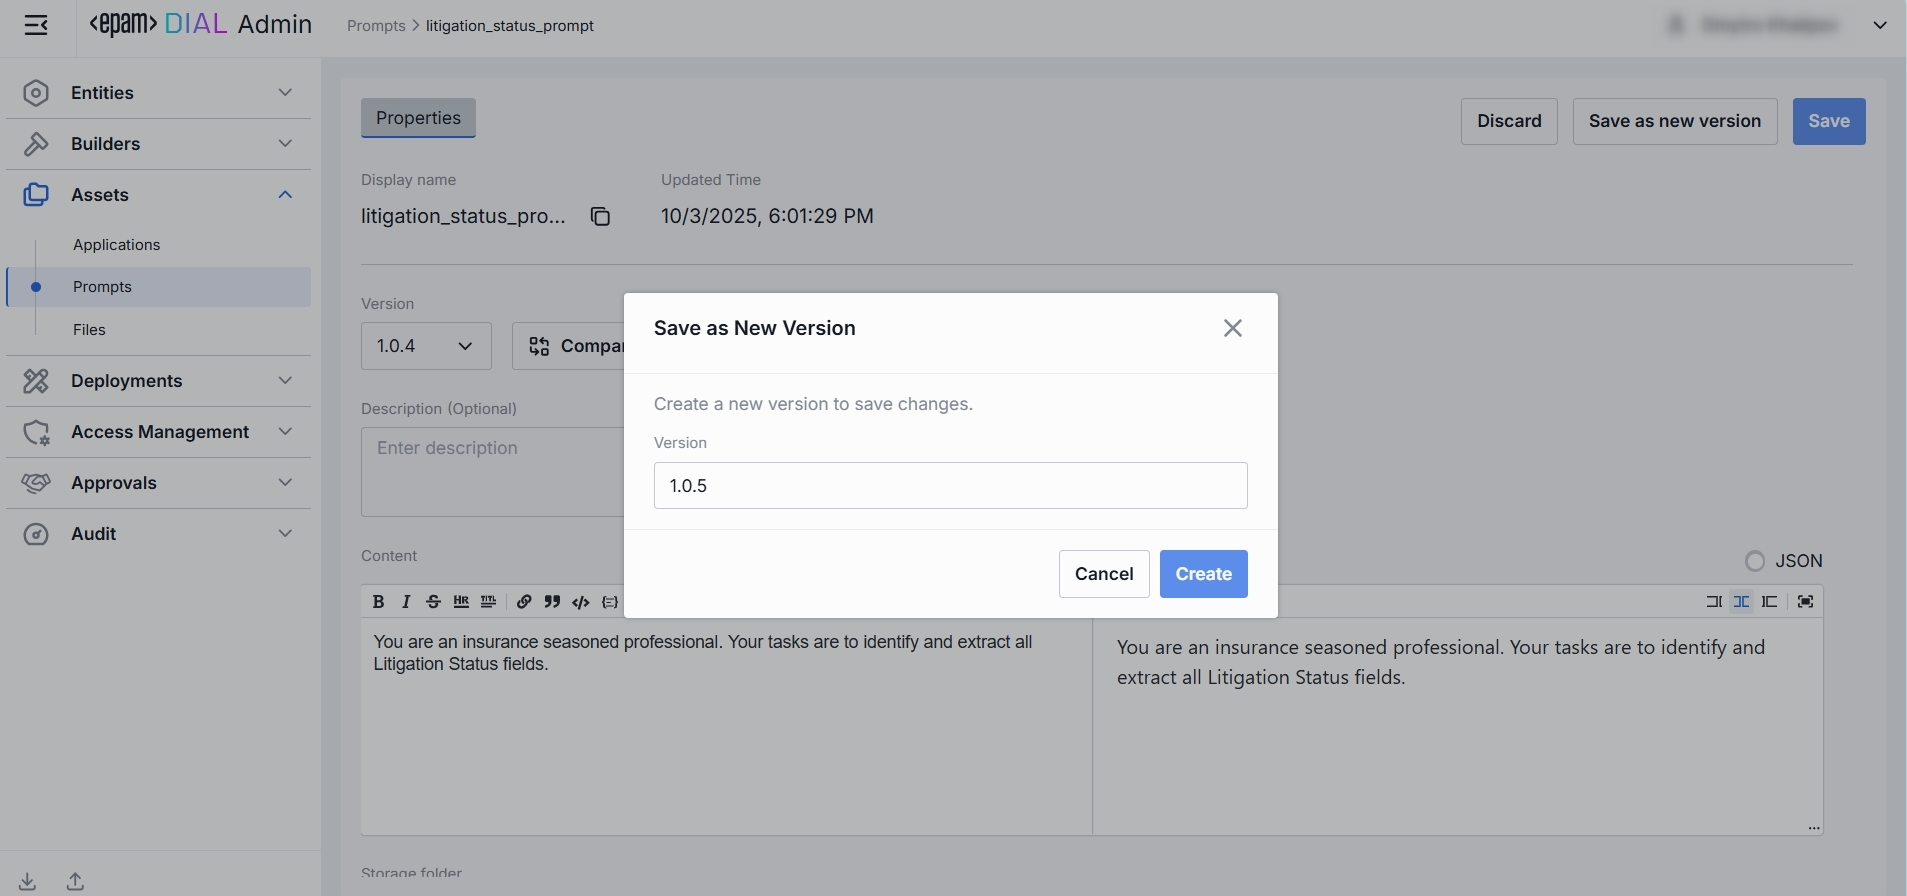 <epam> DIAL Admin
Prompts > litigation_status_prompt
Entities
Builders
Assets
Applications
Prompts
Files
Deployments
Access Management
Approvals
Audit
Properties
Discard
Save as new version
Save
Display name
Updated Time
litigation_status_pro...
10/3/2025, 6:01:29 PM
Version
1.0.4
Compar
Description (Optional)
Enter description
Save as New Version
Create a new version to save changes.
Version
1.0.5
Cancel
Create
Content
JSON
B I S HR TITL
You are an insurance seasoned professional. Your tasks are to identify and extract all
Litigation Status fields.
You are an insurance seasoned professional. Your tasks are to identify and
extract all Litigation Status fields.
Storage folder